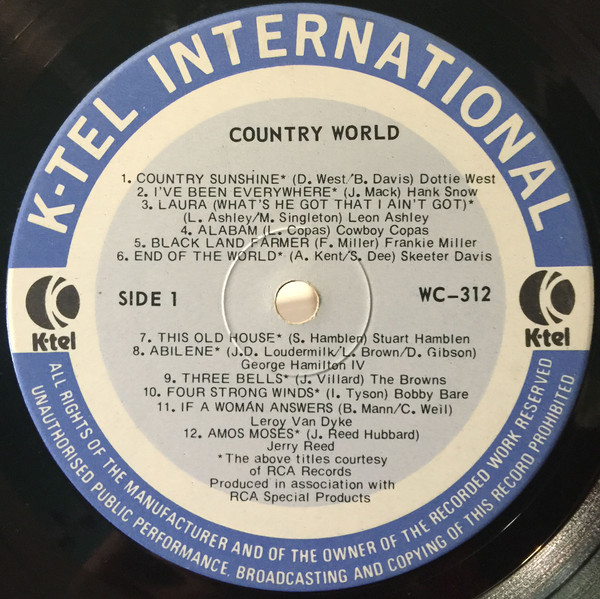 K-TEL INTERNATIONAL
COUNTRY WORLD
1. COUNTRY SUNSHINE* (D. West/B. Davis) Dottie West
2. I'VE BEEN EVERYWHERE* (J. Mack) Hank Snow
3. LAURA (WHAT'S HE GOT THAT I AIN'T GOT)*
(L. Ashley/M. Singleton) Leon Ashley
4. ALABAM (L. Copas) Cowboy Copas
5. BLACK LAND FARMER (F. Miller) Frankie Miller
6. END OF THE WORLD* (A. Kent/S. Dee) Skeeter Davis
K-tel
SIDE 1
WC-312
K-tel
7. THIS OLD HOUSE* (S. Hamblen) Stuart Hamblen
8. ABILENE* (J.D. Loudermilk/L. Brown/D. Gibson)
George Hamilton IV
9. THREE BELLS* (J. Villard) The Browns
10. FOUR STRONG WINDS* (I. Tyson) Bobby Bare
11. IF A WOMAN ANSWERS (B. Mann/C. Weil)
Leroy Van Dyke
12. AMOS MOSES* (J. Reed Hubbard)
Jerry Reed
*The above titles courtesy
of RCA Records
Produced in association with
RCA Special Products
ALL RIGHTS OF THE MANUFACTURER AND OF THE OWNER OF THE RECORDED WORK RESERVED
UNAUTHORISED PUBLIC PERFORMANCE. BROADCASTING AND COPYING OF THIS RECORD PROHIBITED